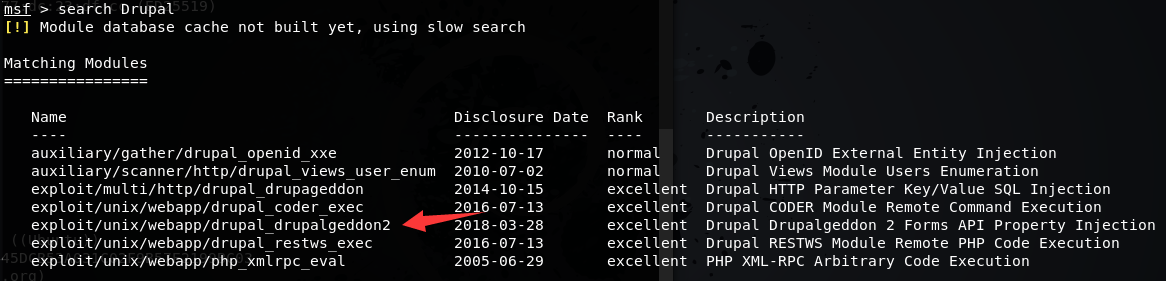 msf > search Drupal
[!] Module database cache not built yet, using slow search
Matching Modules
================
Name Disclosure Date Rank Description
---- --------------- ---- -----------
auxiliary/gather/drupal_openid_xxe 2012-10-17 normal Drupal OpenID External Entity Injection
auxiliary/scanner/http/drupal_views_user_enum 2010-07-02 normal Drupal Views Module Users Enumeration
exploit/multi/http/drupal_drupageddon 2014-10-15 excellent Drupal HTTP Parameter Key/Value SQL Injection
exploit/unix/webapp/drupal_coder_exec 2016-07-13 excellent Drupal CODER Module Remote Command Execution
exploit/unix/webapp/drupal_drupalgeddon2 2018-03-28 excellent Drupal Drupalgeddon 2 Forms API Property Injection
exploit/unix/webapp/drupal_restws_exec 2016-07-13 excellent Drupal RESTWS Module Remote PHP Code Execution
exploit/unix/webapp/php_xmlrpc_eval 2005-06-29 excellent PHP XML-RPC Arbitrary Code Execution
.org)